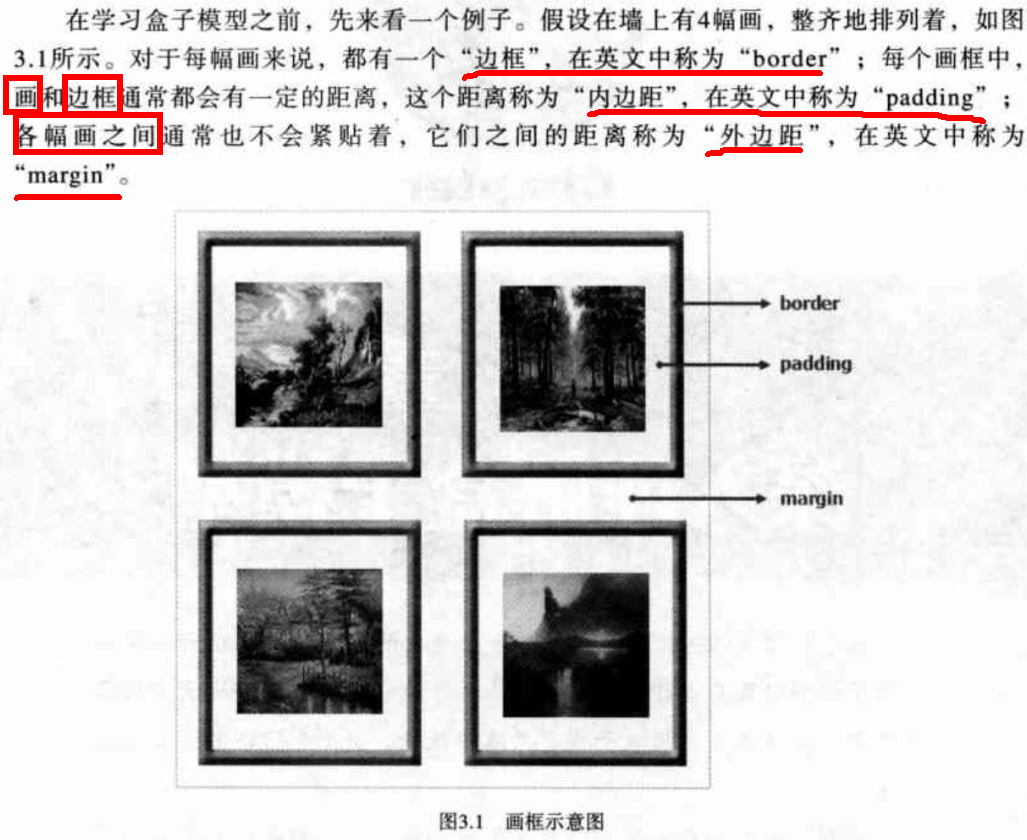 在学习盒子模型之前，先来看一个例子。假设在墙上有4幅画，整齐地排列着，如图
3.1所示。对于每幅画来说，都有一个“边框”，在英文中称为“border”；每个画框中，
画和边框通常都会有一定的距离，这个距离称为“内边距”，在英文中称为“padding”；
各幅画之间通常也不会紧贴着，它们之间的距离称为“外边距”，在英文中称为
“margin”。
border
padding
margin
图3.1 画框示意图